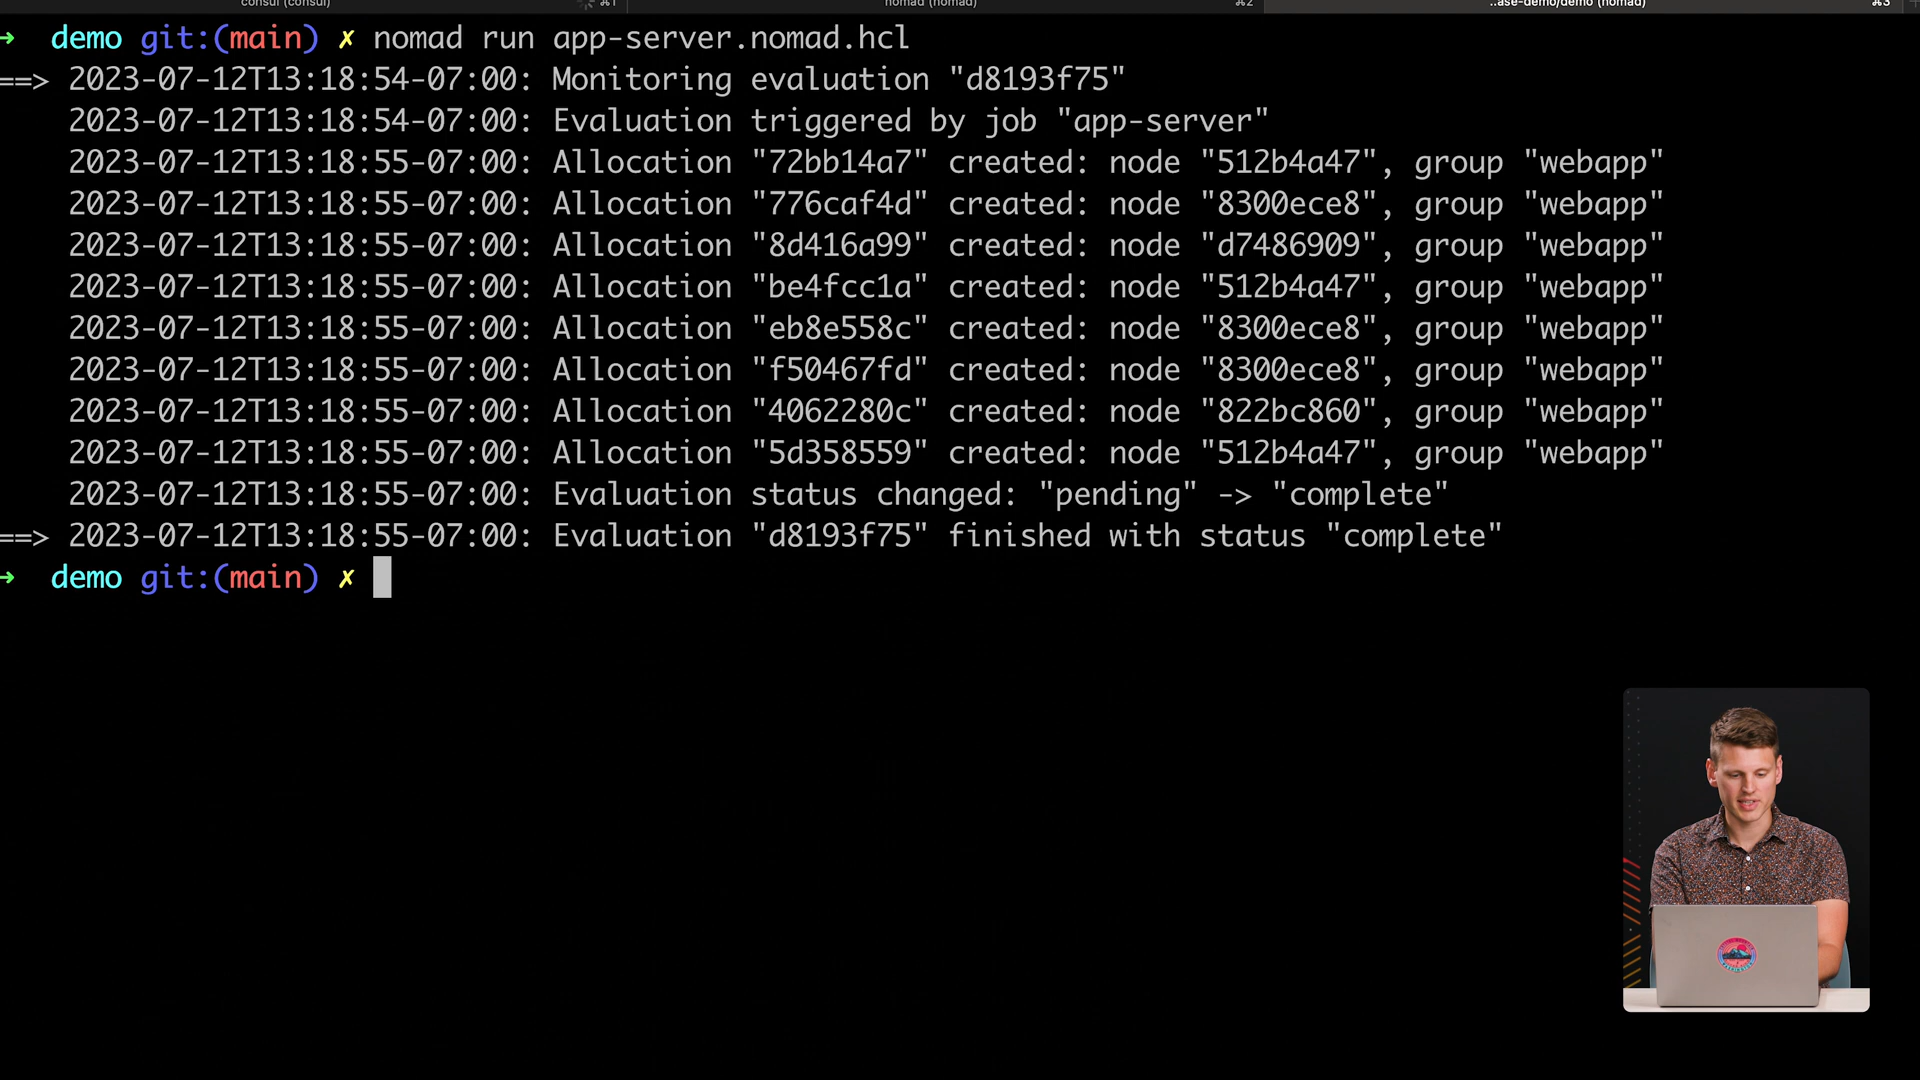 consul (consul) ⌘1 nomad (nomad) ⌘2 ..ase-demo/demo (nomad) ⌘3
→ demo git:(main) ✗ nomad run app-server.nomad.hcl
==> 2023-07-12T13:18:54-07:00: Monitoring evaluation "d8193f75"
2023-07-12T13:18:54-07:00: Evaluation triggered by job "app-server"
2023-07-12T13:18:55-07:00: Allocation "72bb14a7" created: node "512b4a47", group "webapp"
2023-07-12T13:18:55-07:00: Allocation "776caf4d" created: node "8300ece8", group "webapp"
2023-07-12T13:18:55-07:00: Allocation "8d416a99" created: node "d7486909", group "webapp"
2023-07-12T13:18:55-07:00: Allocation "be4fcc1a" created: node "512b4a47", group "webapp"
2023-07-12T13:18:55-07:00: Allocation "eb8e558c" created: node "8300ece8", group "webapp"
2023-07-12T13:18:55-07:00: Allocation "f50467fd" created: node "8300ece8", group "webapp"
2023-07-12T13:18:55-07:00: Allocation "4062280c" created: node "822bc860", group "webapp"
2023-07-12T13:18:55-07:00: Allocation "5d358559" created: node "512b4a47", group "webapp"
2023-07-12T13:18:55-07:00: Evaluation status changed: "pending" -> "complete"
==> 2023-07-12T13:18:55-07:00: Evaluation "d8193f75" finished with status "complete"
→ demo git:(main) ✗